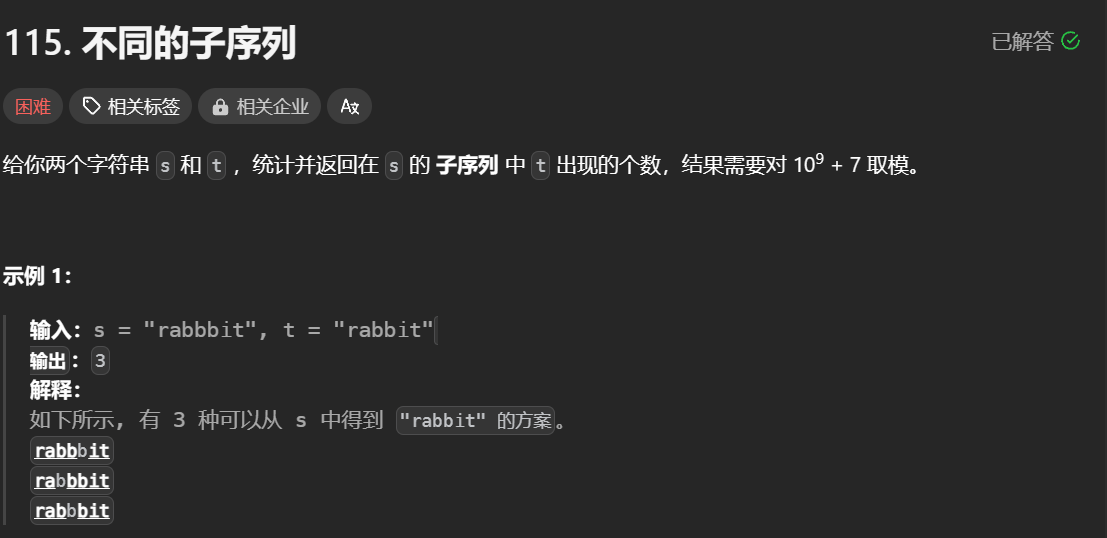 115. 不同的子序列
已解答
困难 相关标签 相关企业 A文
给你两个字符串 s 和 t ，统计并返回在 s 的 子序列 中 t 出现的个数，结果需要对 10⁹ + 7 取模。
示例 1：
输入：s = "rabbbit", t = "rabbit"
输出：3
解释：
如下所示, 有 3 种可以从 s 中得到 "rabbit" 的方案。
rabbbit
rabbbit
rabbbit